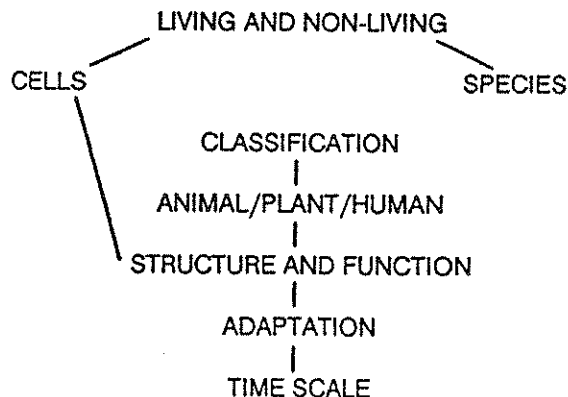 LIVING AND NON-LIVING
CELLS
SPECIES
CLASSIFICATION
ANIMAL/PLANT/HUMAN
STRUCTURE AND FUNCTION
ADAPTATION
TIME SCALE